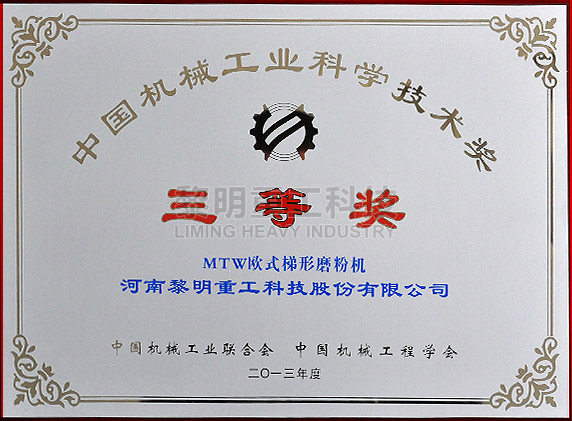 中国机械工业科学技术奖
黎明重工科技
三等奖
LIMING HEAVY INDUSTRY
MTW欧式梯形磨粉机
河南黎明重工科技股份有限公司
中国机械工业联合会 中国机械工程学会
二〇一三年度